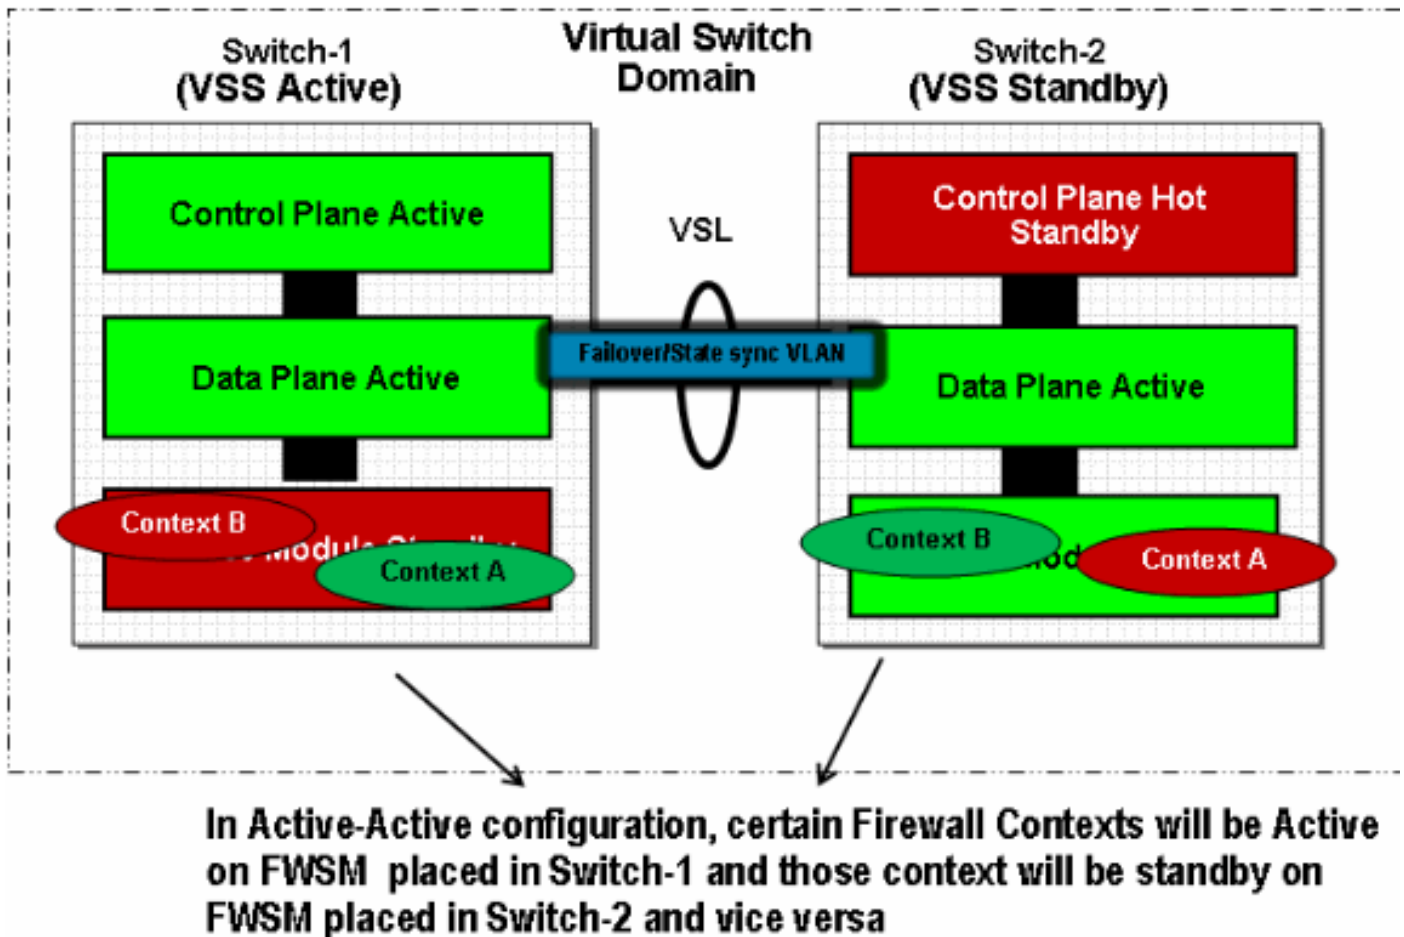 Virtual Switch
Domain
Switch-1
(VSS Active)
Switch-2
(VSS Standby)
Control Plane Active
Data Plane Active
Context B
Module
Context A
VSL
Failover/State sync VLAN
Control Plane Hot
Standby
Data Plane Active
Context B
Context A
In Active-Active configuration, certain Firewall Contexts will be Active
on FWSM placed in Switch-1 and those context will be standby on
FWSM placed in Switch-2 and vice versa